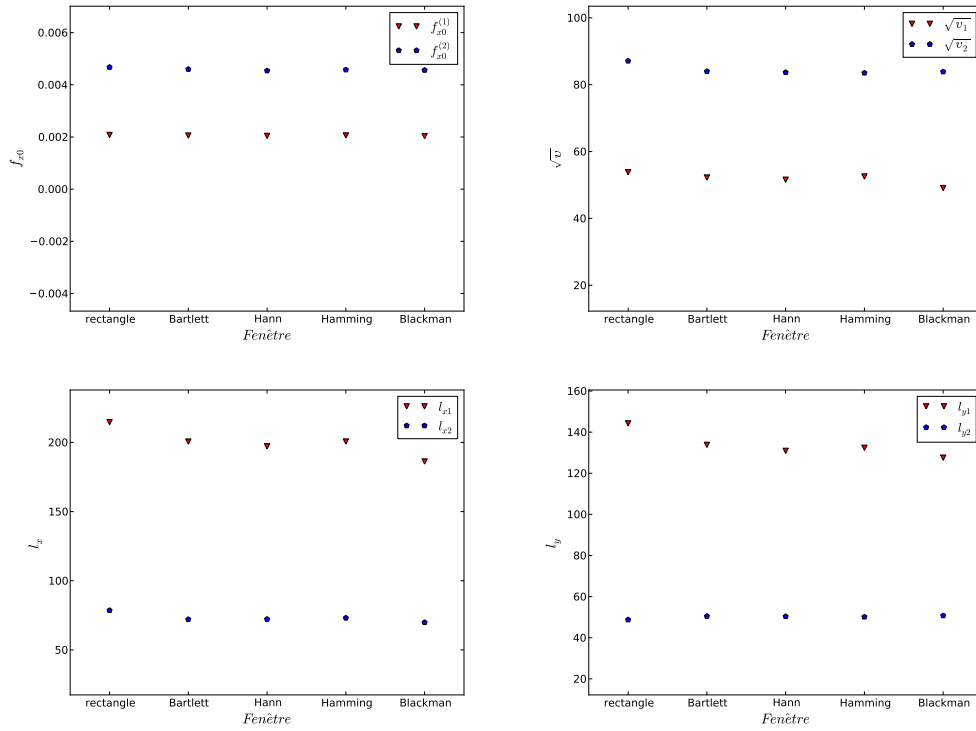 0.006
0.004
0.002
0.000
−0.002
−0.004
f_{x0}
f_{x0}^{(1)}
f_{x0}^{(2)}
rectangle Bartlett Hann Hamming Blackman
Fenêtre
100
80
60
40
20
√v
√v_1
√v_2
rectangle Bartlett Hann Hamming Blackman
Fenêtre
200
150
100
50
l_x
l_{x1}
l_{x2}
rectangle Bartlett Hann Hamming Blackman
Fenêtre
160
140
120
100
80
60
40
20
l_y
l_{y1}
l_{y2}
rectangle Bartlett Hann Hamming Blackman
Fenêtre